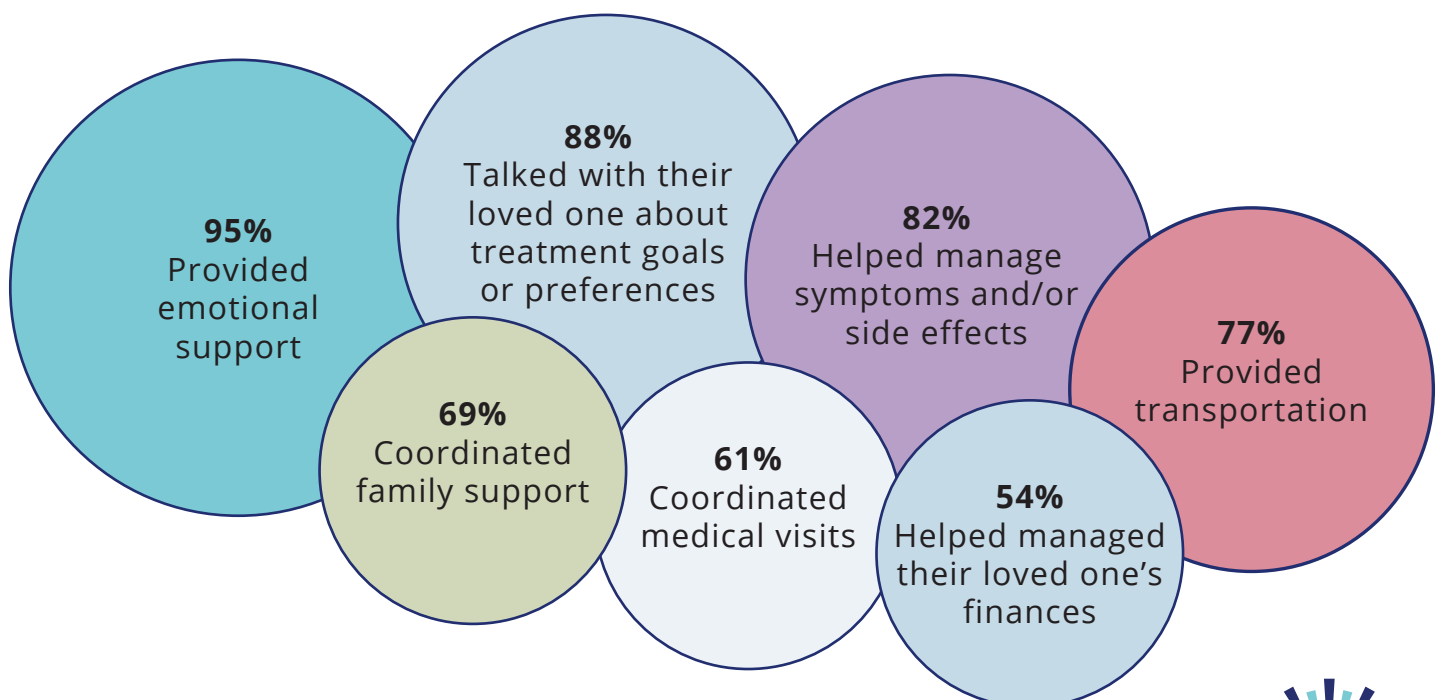 95%
Provided
emotional
support
88%
Talked with their
loved one about
treatment goals
or preferences
82%
Helped manage
symptoms and/or
side effects
77%
Provided
transportation
69%
Coordinated
family support
61%
Coordinated
medical visits
54%
Helped managed
their loved one’s
finances